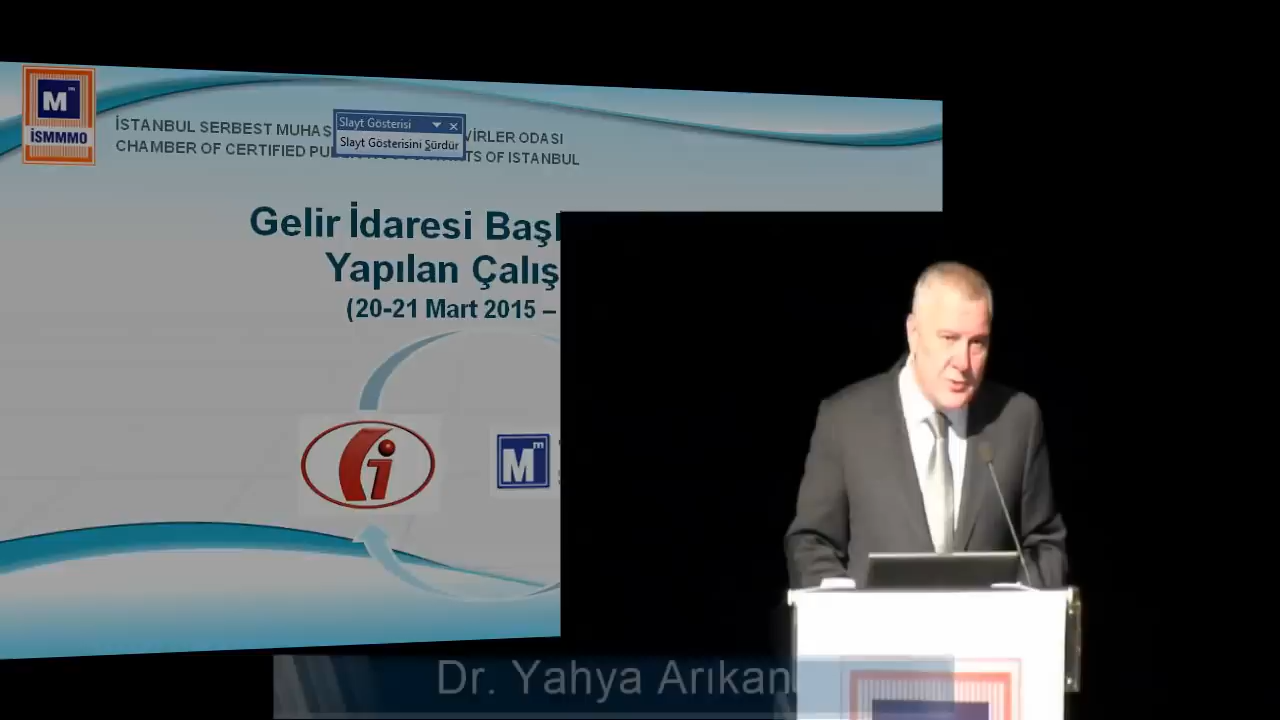 M m
İSMMMO
İSTANBUL SERBEST MUHAS
VİRLER ODASI
CHAMBER OF CERTIFIED PU
TS OF ISTANBUL
Slayt Gösterisi
Slayt Gösterisini Sürdür
Gelir İdaresi Baş
Yapılan Çalış
(20-21 Mart 2015 –
M m
Dr. Yahya Arıkan